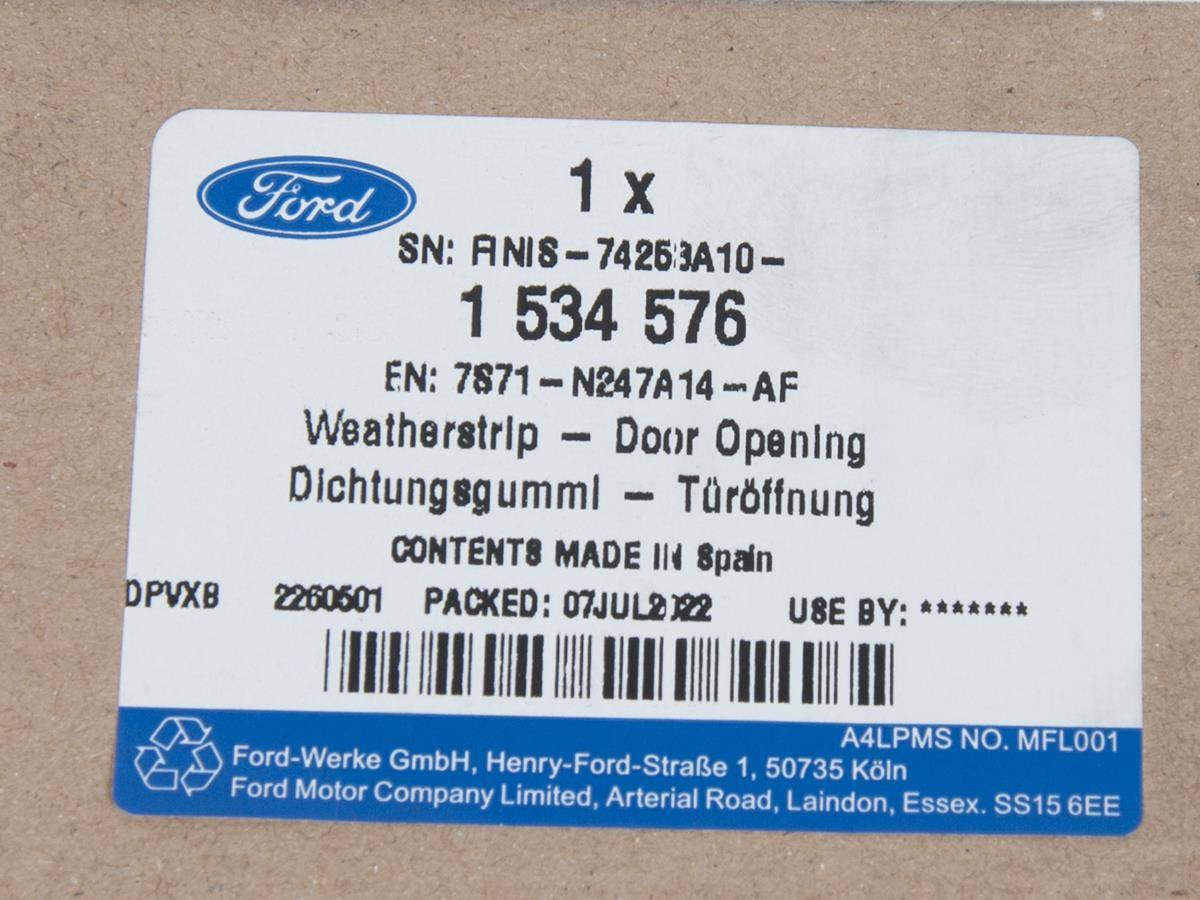 Ford
1 x
SN: FINIS-74253A10-
1 534 576
EN: 7S71-N247A14-AF
Weatherstrip - Door Opening
Dichtungsgummi - Türöffnung
CONTENTS MADE IN Spain
DPVXB 2260501 PACKED: 07JUL2022 USE BY: *******
A4LPMS NO. MFL001
Ford-Werke GmbH, Henry-Ford-Straße 1, 50735 Köln
Ford Motor Company Limited, Arterial Road, Laindon, Essex. SS15 6EE